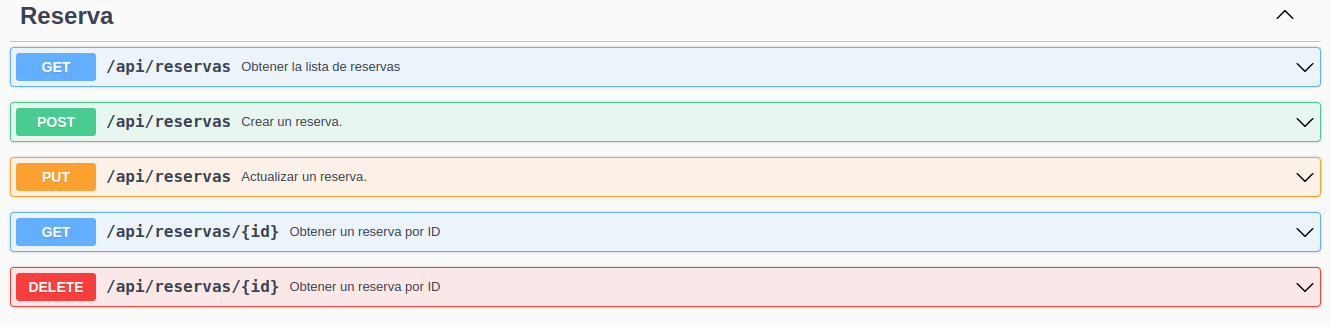 Reserva
GET /api/reservas Obtener la lista de reservas
POST /api/reservas Crear un reserva.
PUT /api/reservas Actualizar un reserva.
GET /api/reservas/{id} Obtener un reserva por ID
DELETE /api/reservas/{id} Obtener un reserva por ID